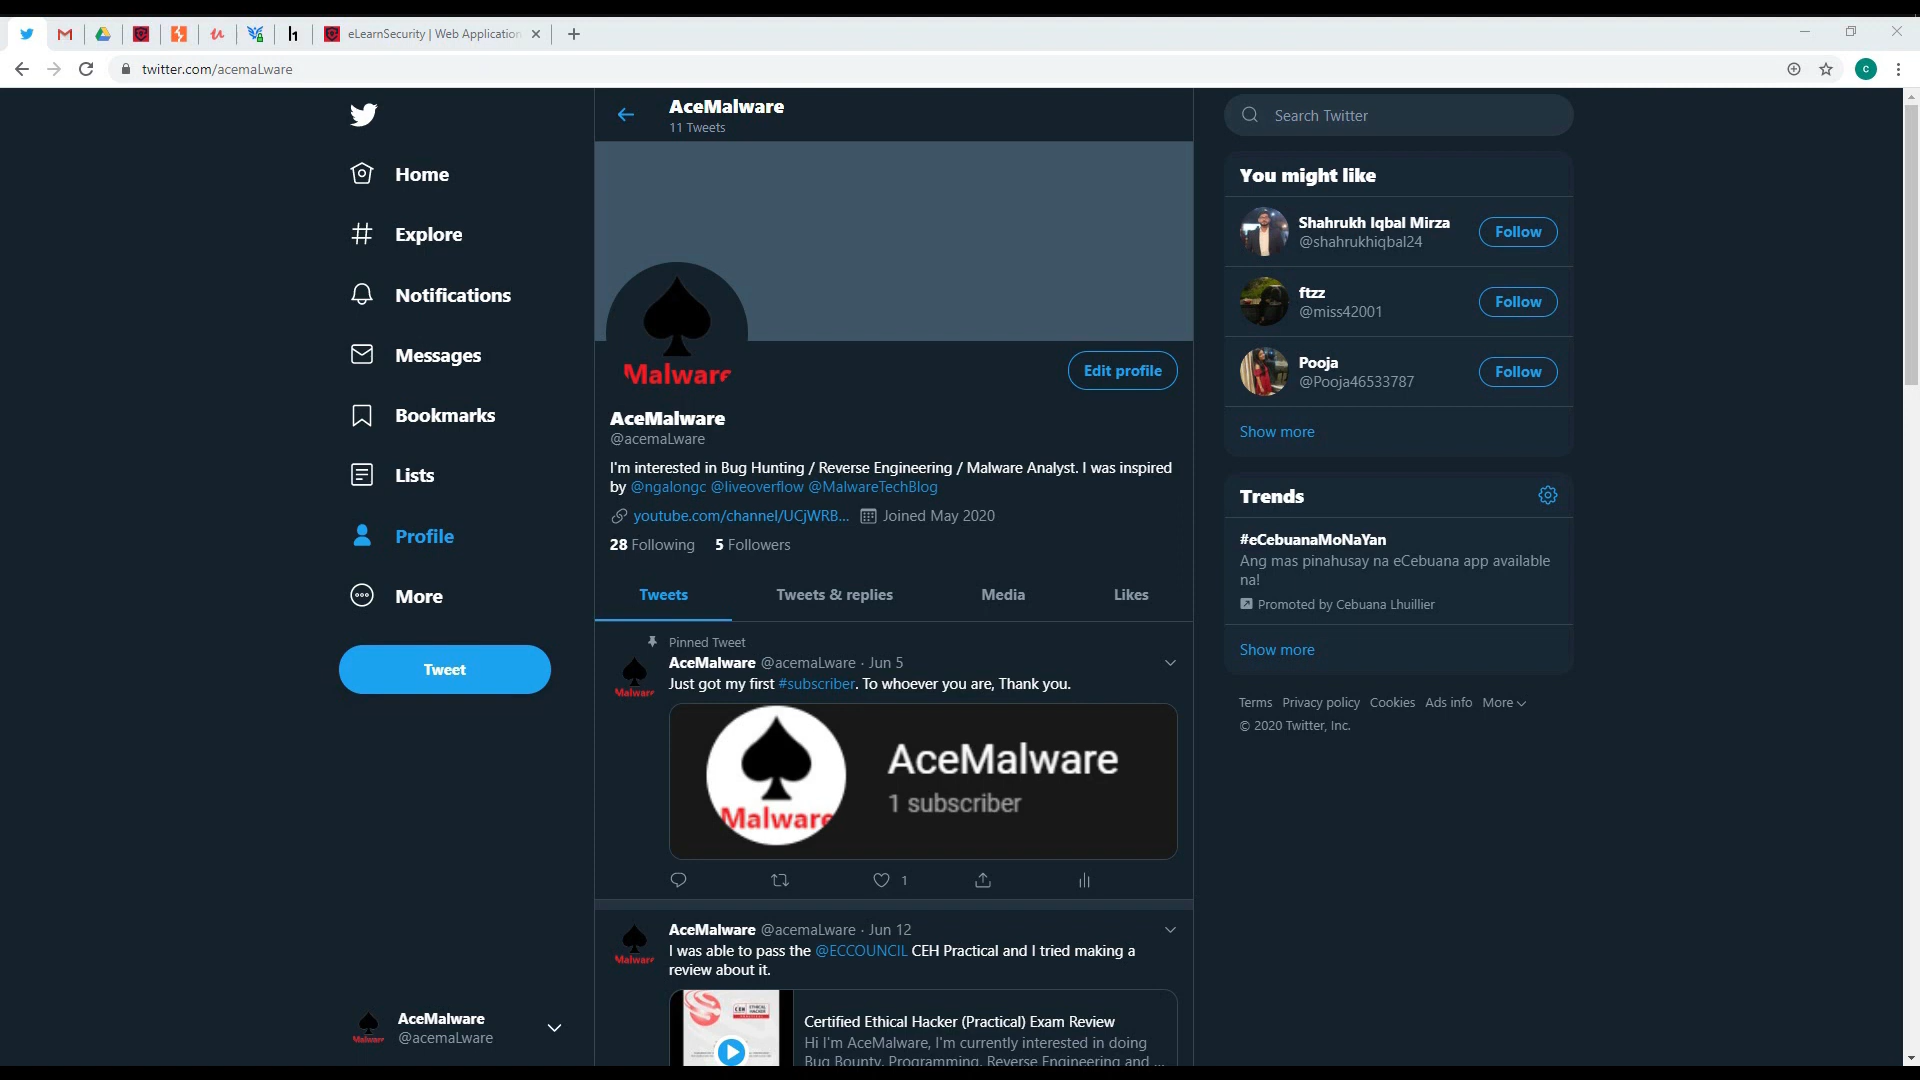 eLearnSecurity | Web Application
twitter.com/acemaLware
Home
Explore
Notifications
Messages
Bookmarks
Lists
Profile
More
Tweet
AceMalware
@acemaLware
AceMalware
11 Tweets
Malware
Edit profile
AceMalware
@acemaLware
I'm interested in Bug Hunting / Reverse Engineering / Malware Analyst. I was inspired
by @ngalongc @liveoverflow @MalwareTechBlog
youtube.com/channel/UCjWRB... Joined May 2020
28 Following 5 Followers
Tweets Tweets & replies Media Likes
Pinned Tweet
AceMalware @acemaLware · Jun 5
Just got my first #subscriber. To whoever you are, Thank you.
Malware
AceMalware
1 subscriber
Malware
1
AceMalware @acemaLware · Jun 12
I was able to pass the @ECCOUNCIL CEH Practical and I tried making a
review about it.
Malware
Certified Ethical Hacker (Practical) Exam Review
Hi I'm AceMalware, I'm currently interested in doing
Bug Bounty, Programming, Reverse Engineering and ...
Search Twitter
You might like
Shahrukh Iqbal Mirza
@shahrukhiqbal24
Follow
ftzz
@miss42001
Follow
Pooja
@Pooja46533787
Follow
Show more
Trends
#eCebuanaMoNaYan
Ang mas pinahusay na eCebuana app available
na!
Promoted by Cebuana Lhuillier
Show more
Terms Privacy policy Cookies Ads info More
© 2020 Twitter, Inc.